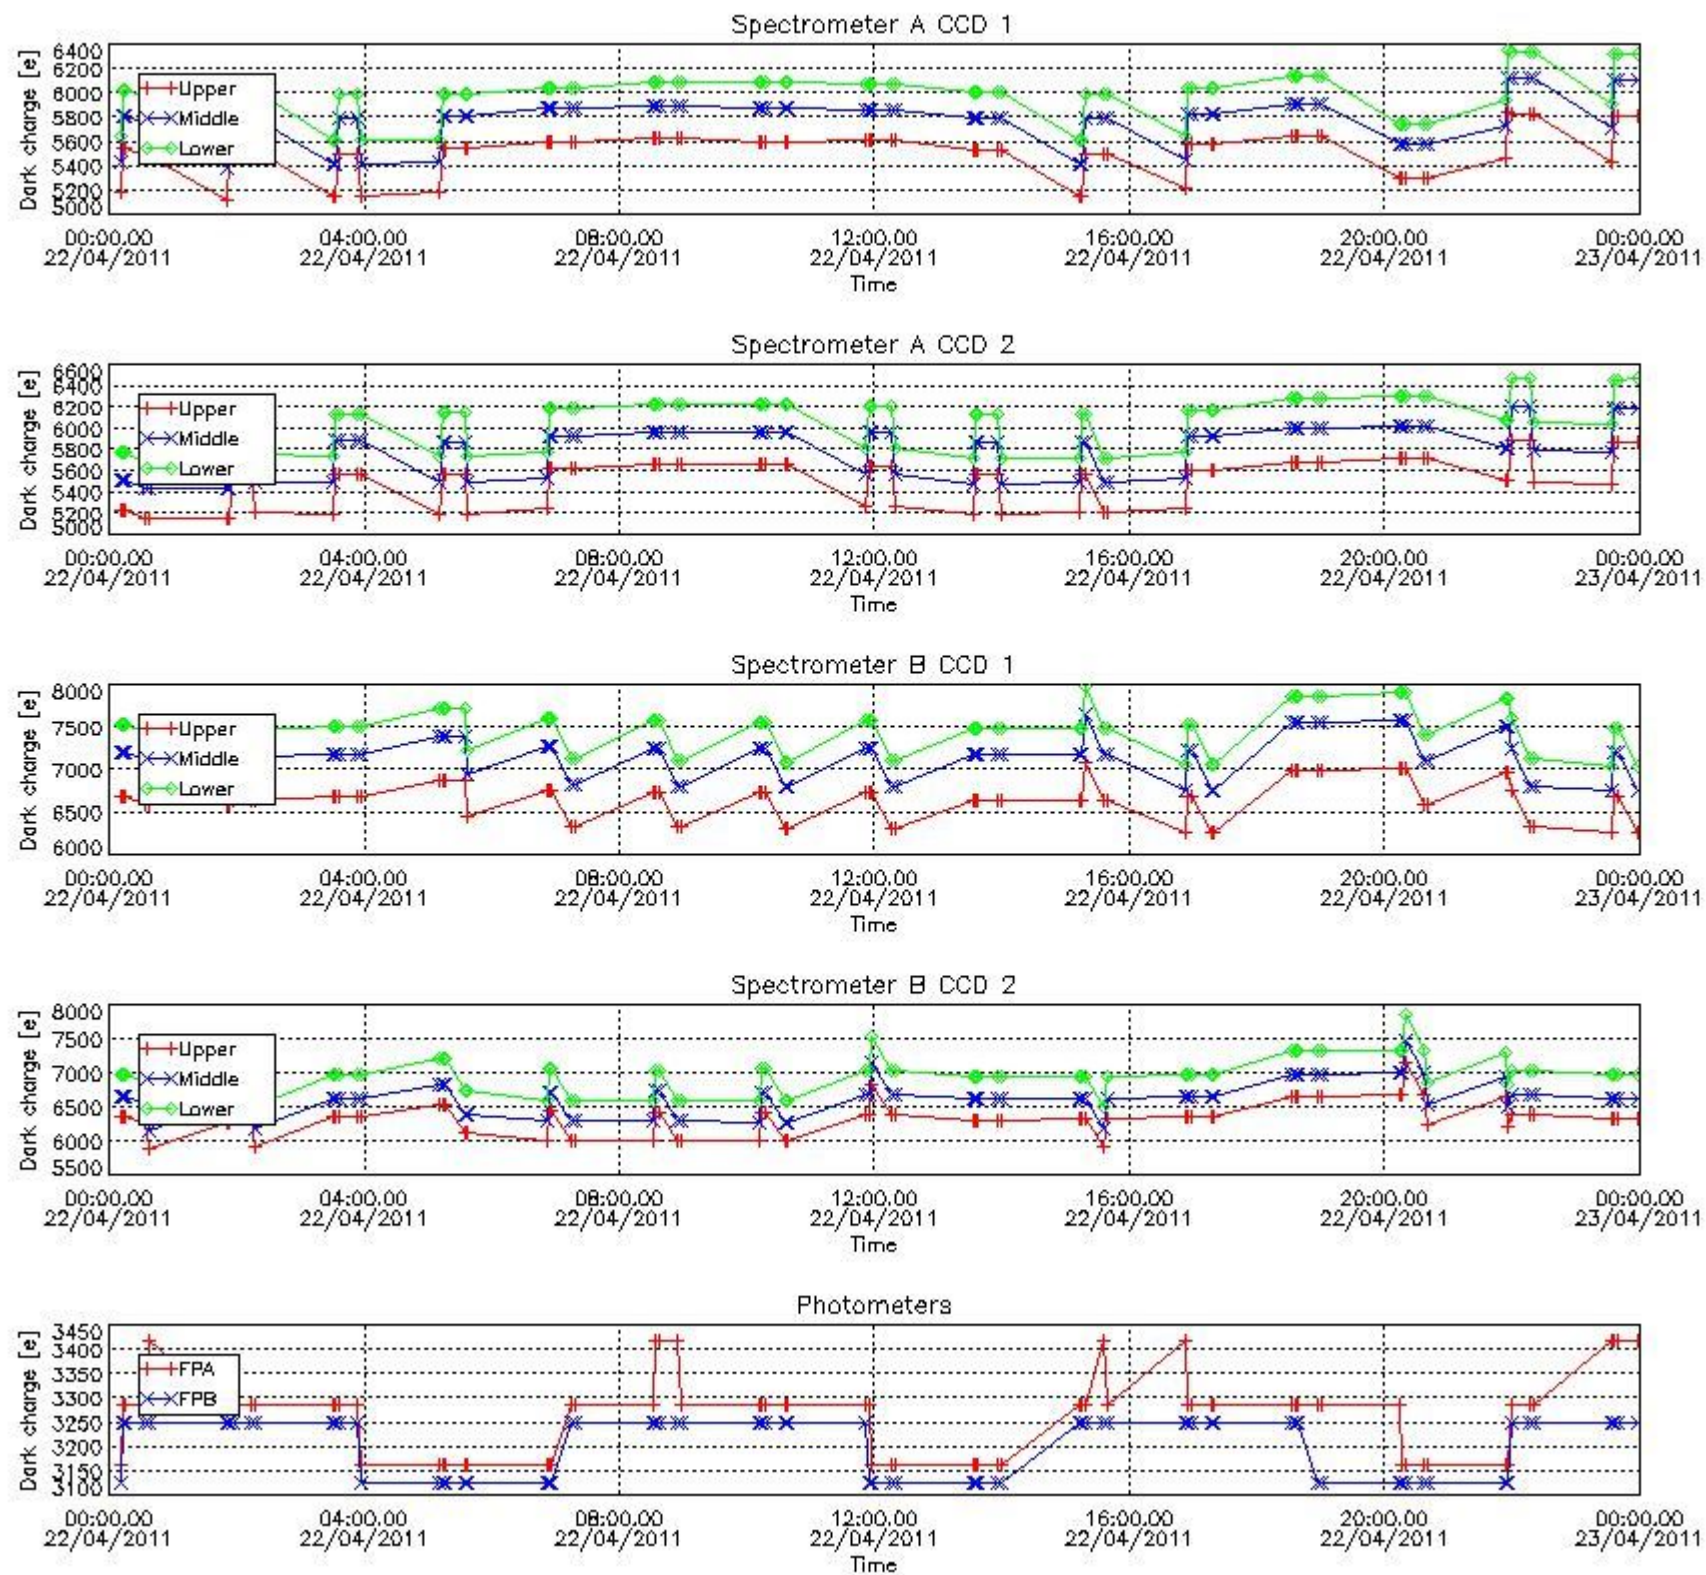 Spectrometer A CCD 1
Dark charge [e]
6400
6200
6000
5800
5600
5400
5200
5000
Upper
Middle
Lower
00:00.00 04:00.00 08:00.00 12:00.00 16:00.00 20:00.00 00:00.00
22/04/2011 22/04/2011 22/04/2011 22/04/2011 22/04/2011 22/04/2011 23/04/2011
Time
Spectrometer A CCD 2
Dark charge [e]
6600
6400
6200
6000
5800
5600
5400
5200
5000
Upper
Middle
Lower
00:00.00 04:00.00 08:00.00 12:00.00 16:00.00 20:00.00 00:00.00
22/04/2011 22/04/2011 22/04/2011 22/04/2011 22/04/2011 22/04/2011 23/04/2011
Time
Spectrometer B CCD 1
Dark charge [e]
8000
7500
7000
6500
6000
Upper
Middle
Lower
00:00.00 04:00.00 08:00.00 12:00.00 16:00.00 20:00.00 00:00.00
22/04/2011 22/04/2011 22/04/2011 22/04/2011 22/04/2011 22/04/2011 23/04/2011
Time
Spectrometer B CCD 2
Dark charge [e]
8000
7500
7000
6500
6000
5500
Upper
Middle
Lower
00:00.00 04:00.00 08:00.00 12:00.00 16:00.00 20:00.00 00:00.00
22/04/2011 22/04/2011 22/04/2011 22/04/2011 22/04/2011 22/04/2011 23/04/2011
Time
Photometers
Dark charge [e]
3450
3400
3350
3300
3250
3200
3150
3100
FPA
FPB
00:00.00 04:00.00 08:00.00 12:00.00 16:00.00 20:00.00 00:00.00
22/04/2011 22/04/2011 22/04/2011 22/04/2011 22/04/2011 22/04/2011 23/04/2011
Time